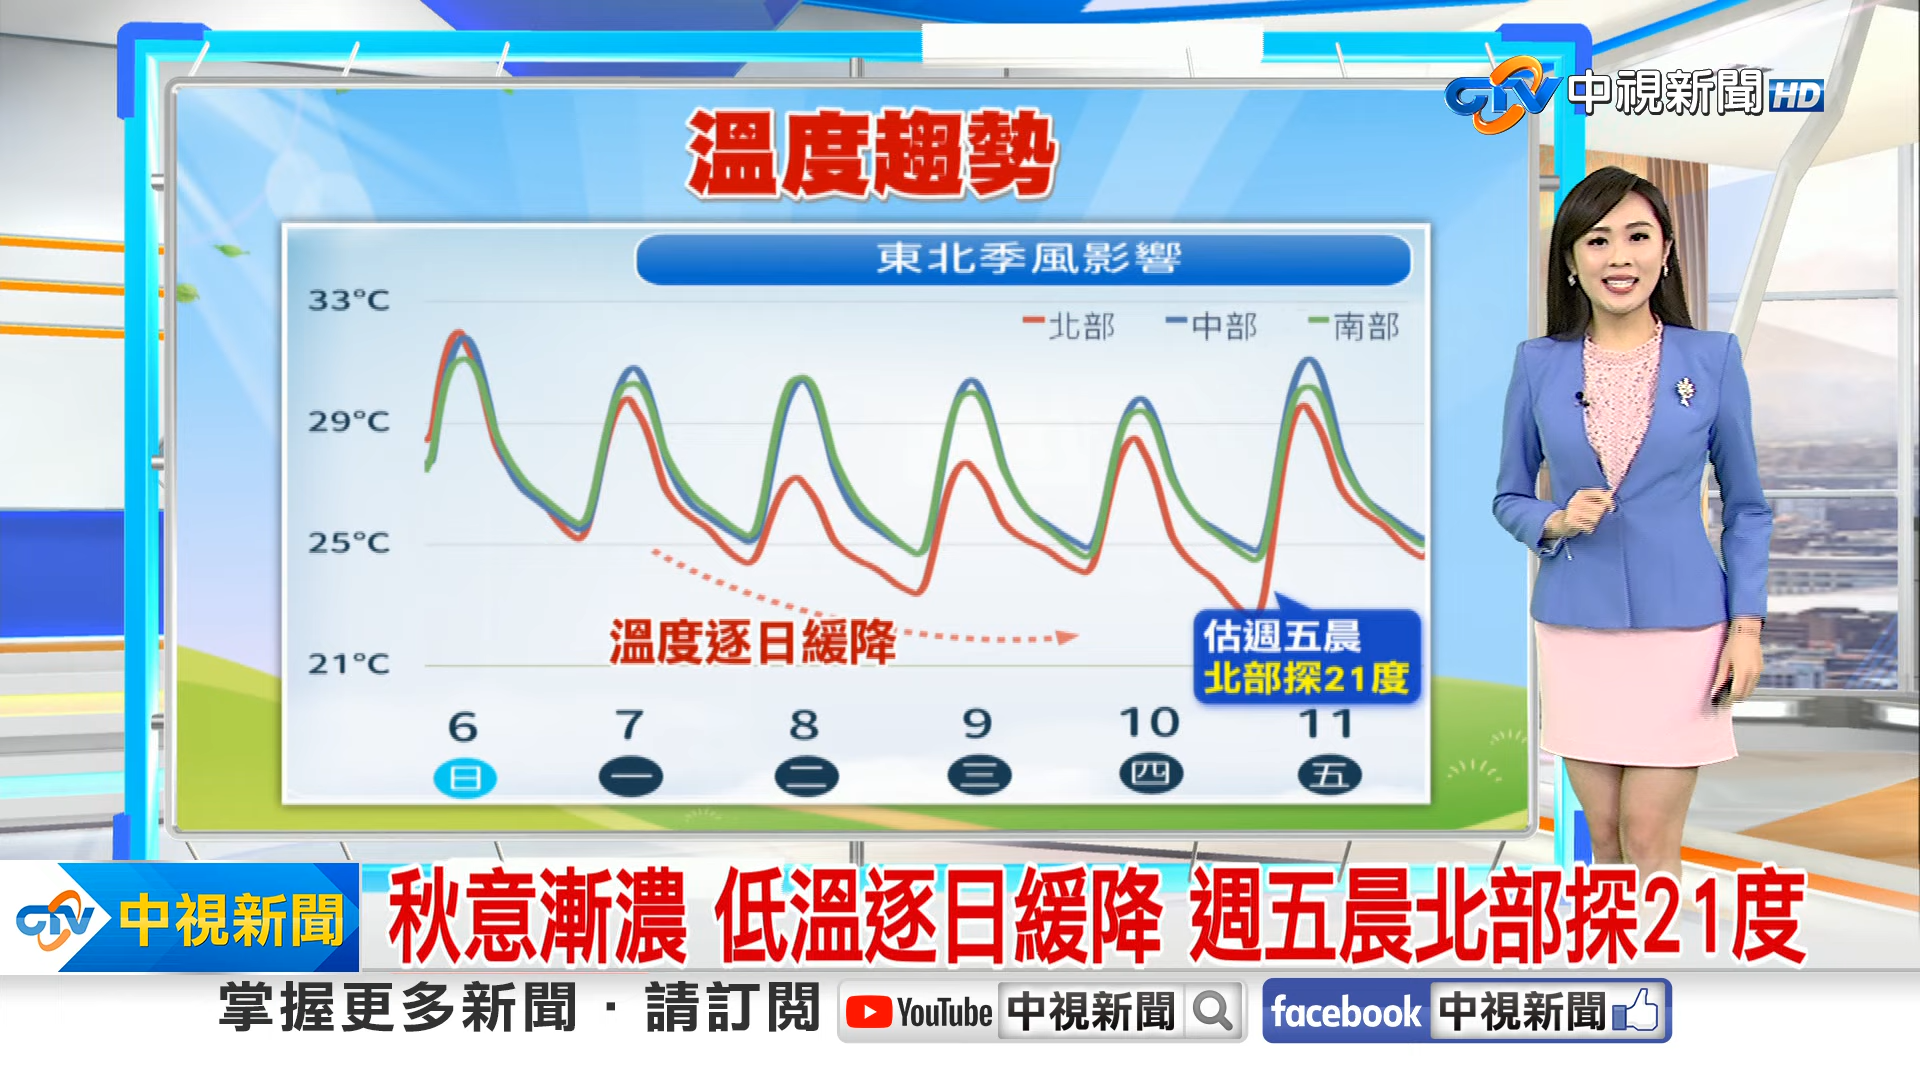 溫度趨勢
CTV 中視新聞 HD
東北季風影響
北部 中部 南部
33°C
29°C
25°C
21°C
溫度逐日緩降
估週五晨
北部探21度
6 7 8 9 10 11
日 一 二 三 四 五
CTV 中視新聞
秋意漸濃 低溫逐日緩降 週五晨北部探21度
掌握更多新聞·請訂閱 YouTube 中視新聞 facebook 中視新聞